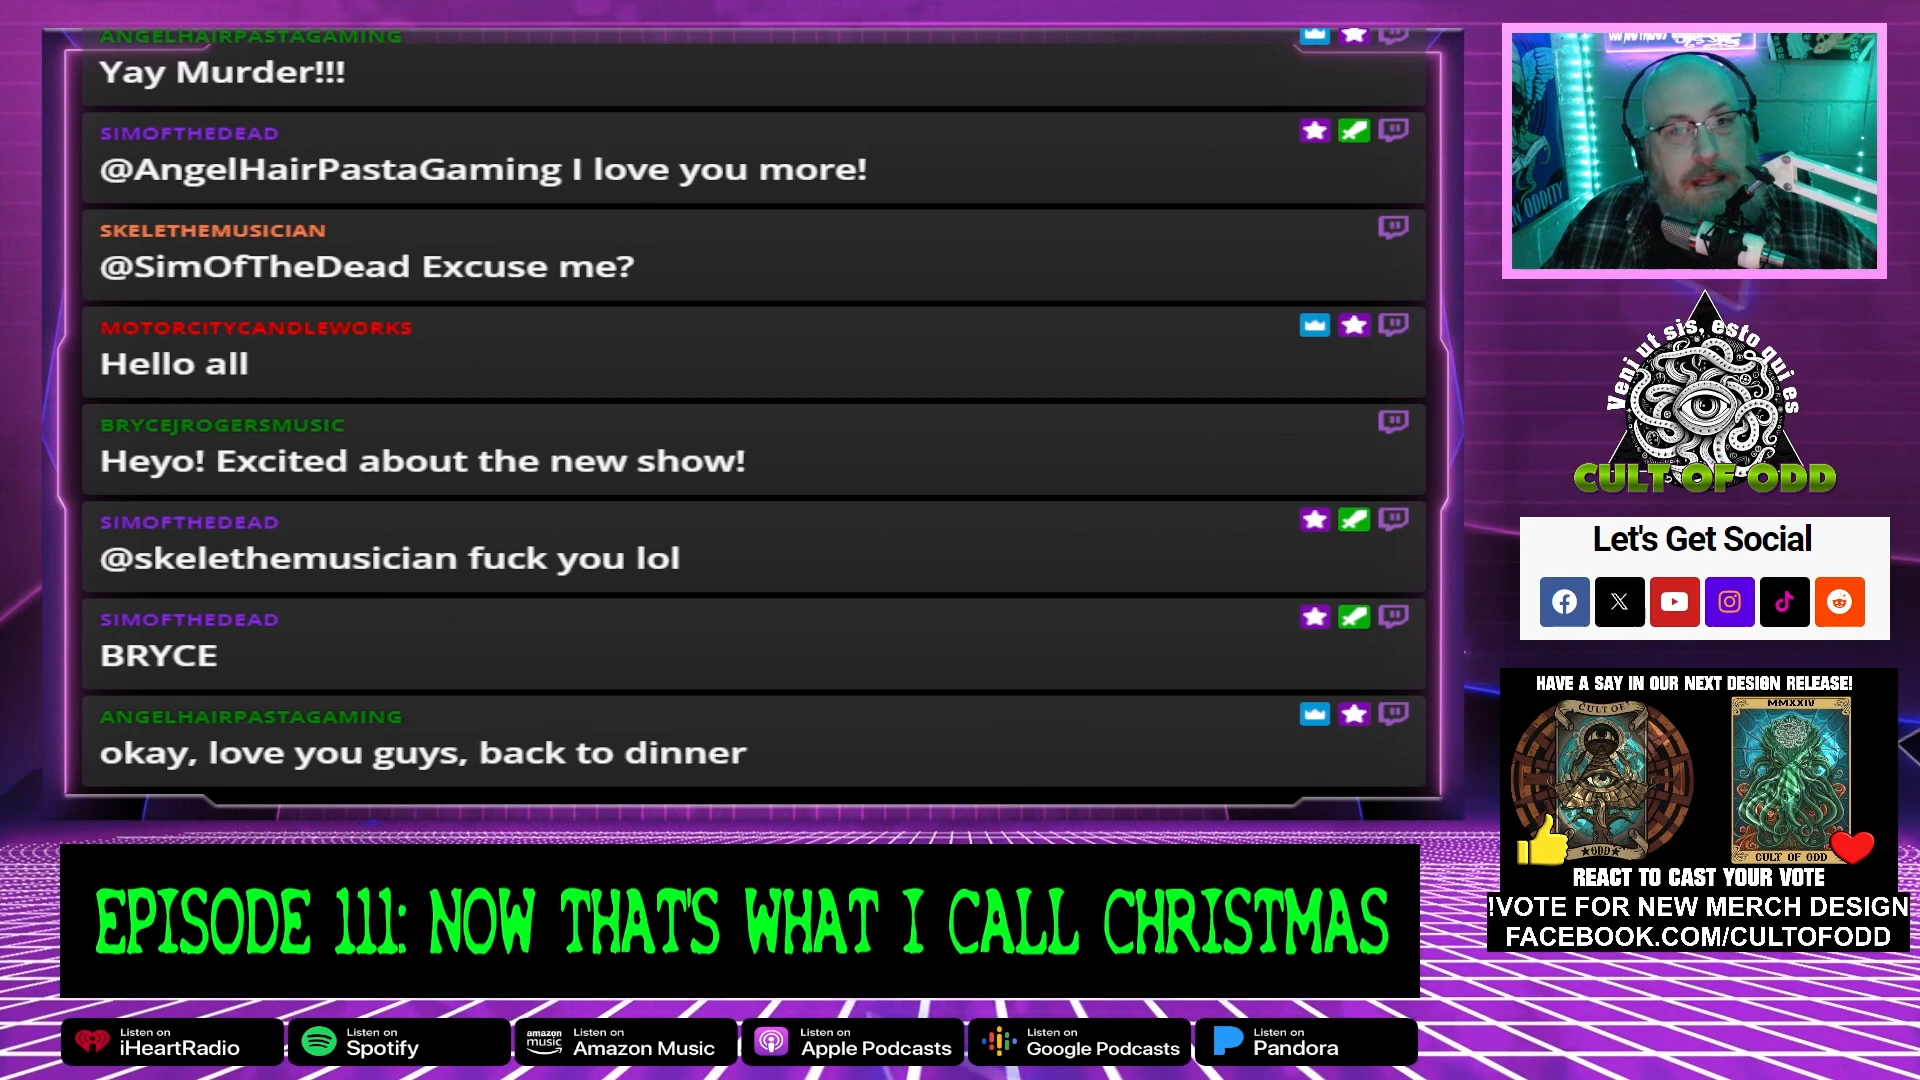 ANGELHAIRPASTAGAMING
Yay Murder!!!
SIMOFTHEDEAD
@AngelHairPastaGaming I love you more!
SKELETHEMUSICIAN
@SimOfTheDead Excuse me?
MOTORCITYCANDLEWORKS
Hello all
BRYCEJROGERSMUSIC
Heyo! Excited about the new show!
SIMOFTHEDEAD
@skelethemusician fuck you lol
SIMOFTHEDEAD
BRYCE
ANGELHAIRPASTAGAMING
okay, love you guys, back to dinner
EPISODE 111: NOW THAT'S WHAT I CALL CHRISTMAS
Listen on
iHeartRadio
Listen on
Spotify
amazon music
Listen on
Amazon Music
Listen on
Apple Podcasts
Listen on
Google Podcasts
Listen on
Pandora
N ODDITY
Veni ut sis, esto qui es
CULT OF ODD
Let's Get Social
HAVE A SAY IN OUR NEXT DESIGN RELEASE!
CULT OF
ODD
MMXXIV
CULT OF ODD
REACT TO CAST YOUR VOTE
!VOTE FOR NEW MERCH DESIGN
FACEBOOK.COM/CULTOFODD